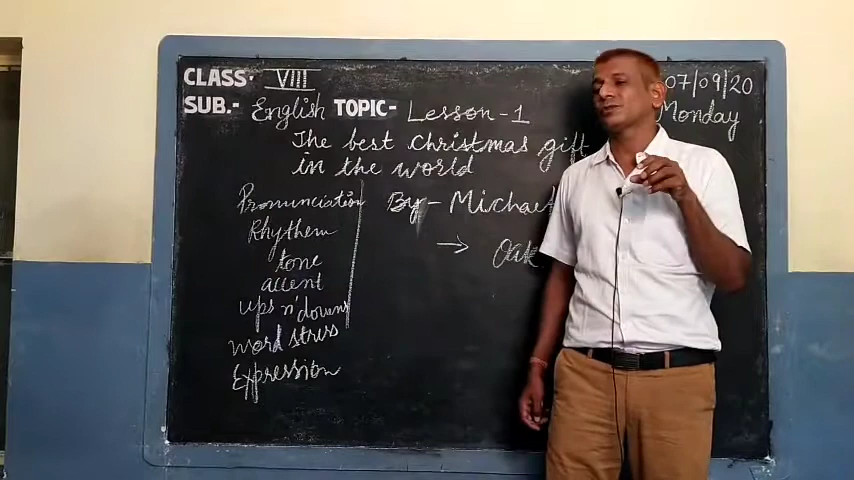 CLASS:- VIII
07/09/20
SUB.- English TOPIC- Lesson-1
Monday
The best christmas gift
in the world
Pronunciation By- Michael
Rhythem
tone → Oak
accent
ups n' downs
word stress
Expression